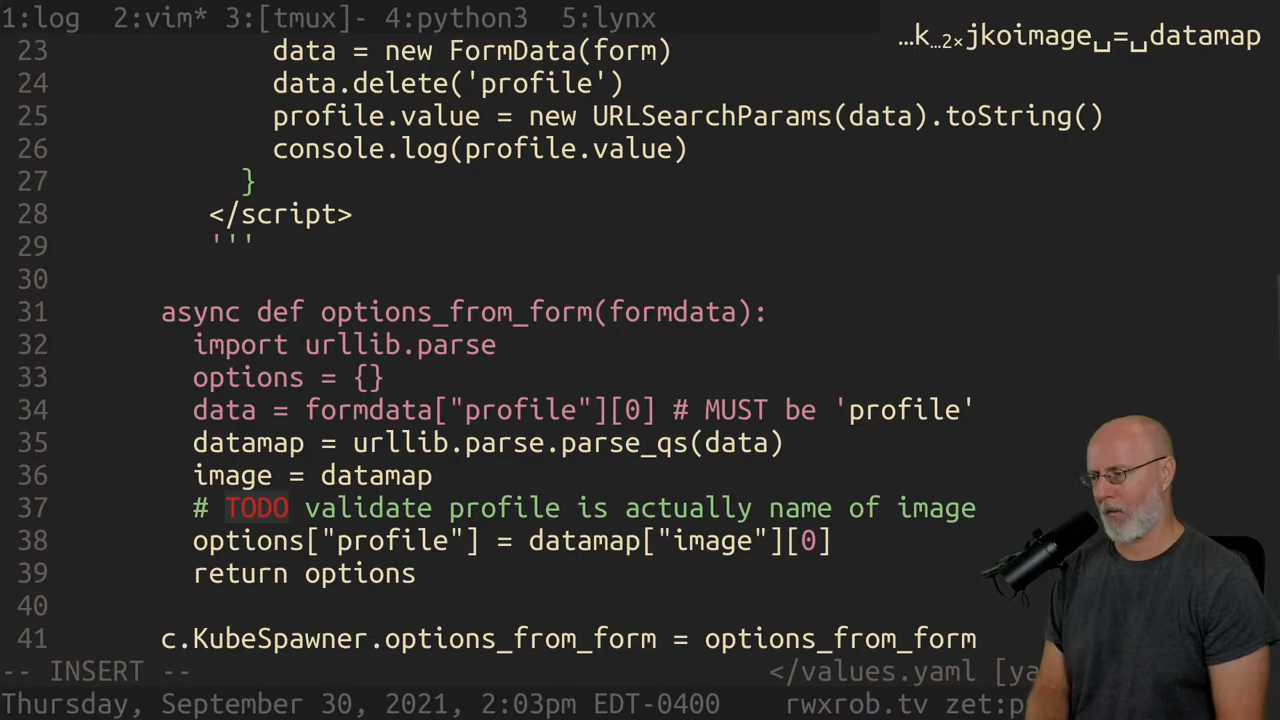 1:log 2:vim* 3:[tmux]- 4:python3 5:lynx
…k…2×jkoimage␣=␣datamap
23 data = new FormData(form)
24 data.delete('profile')
25 profile.value = new URLSearchParams(data).toString()
26 console.log(profile.value)
27 }
28 </script>
29 '''
30
31 async def options_from_form(formdata):
32 import urllib.parse
33 options = {}
34 data = formdata["profile"][0] # MUST be 'profile'
35 datamap = urllib.parse.parse_qs(data)
36 image = datamap
37 # TODO validate profile is actually name of image
38 options["profile"] = datamap["image"][0]
39 return options
40
41 c.KubeSpawner.options_from_form = options_from_form
-- INSERT -- </values.yaml
Thursday, September 30, 2021, 2:03pm EDT-0400 rwxrob.tv